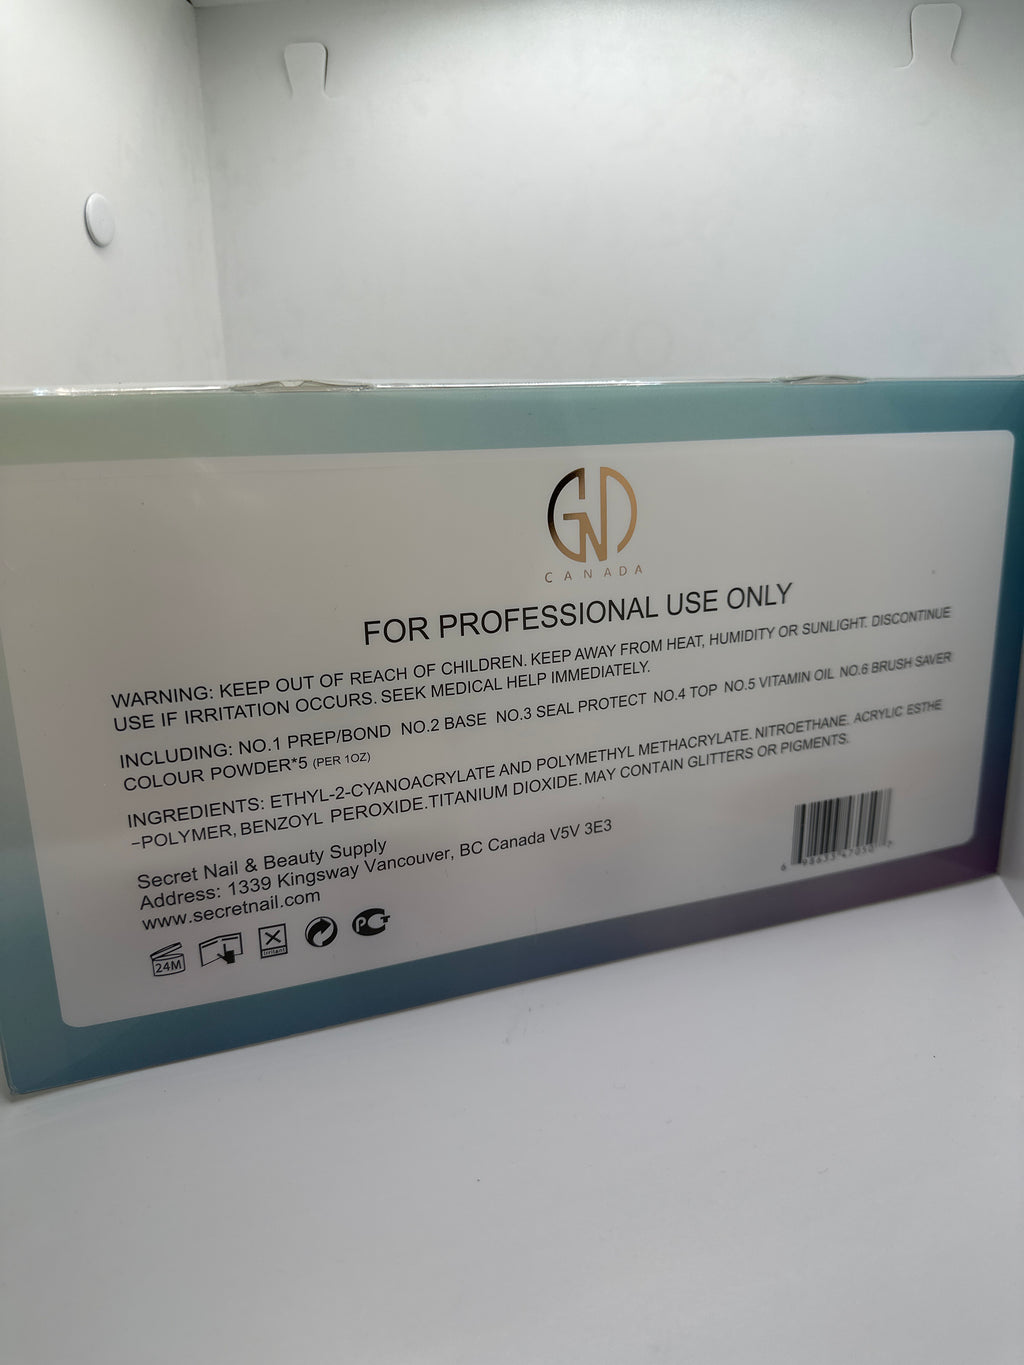 GND
CANADA
FOR PROFESSIONAL USE ONLY
WARNING: KEEP OUT OF REACH OF CHILDREN. KEEP AWAY FROM HEAT, HUMIDITY OR SUNLIGHT. DISCONTINUE
USE IF IRRITATION OCCURS. SEEK MEDICAL HELP IMMEDIATELY.
INCLUDING: NO.1 PREP/BOND NO.2 BASE NO.3 SEAL PROTECT NO.4 TOP NO.5 VITAMIN OIL NO.6 BRUSH SAVER
COLOUR POWDER*5 (PER 1OZ)
INGREDIENTS: ETHYL-2-CYANOACRYLATE AND POLYMETHYL METHACRYLATE. NITROETHANE. ACRYLIC ESTHE
-POLYMER, BENZOYL PEROXIDE.TITANIUM DIOXIDE. MAY CONTAIN GLITTERS OR PIGMENTS.
Secret Nail & Beauty Supply
Address: 1339 Kingsway Vancouver, BC Canada V5V 3E3
www.secretnail.com
24M
PCT